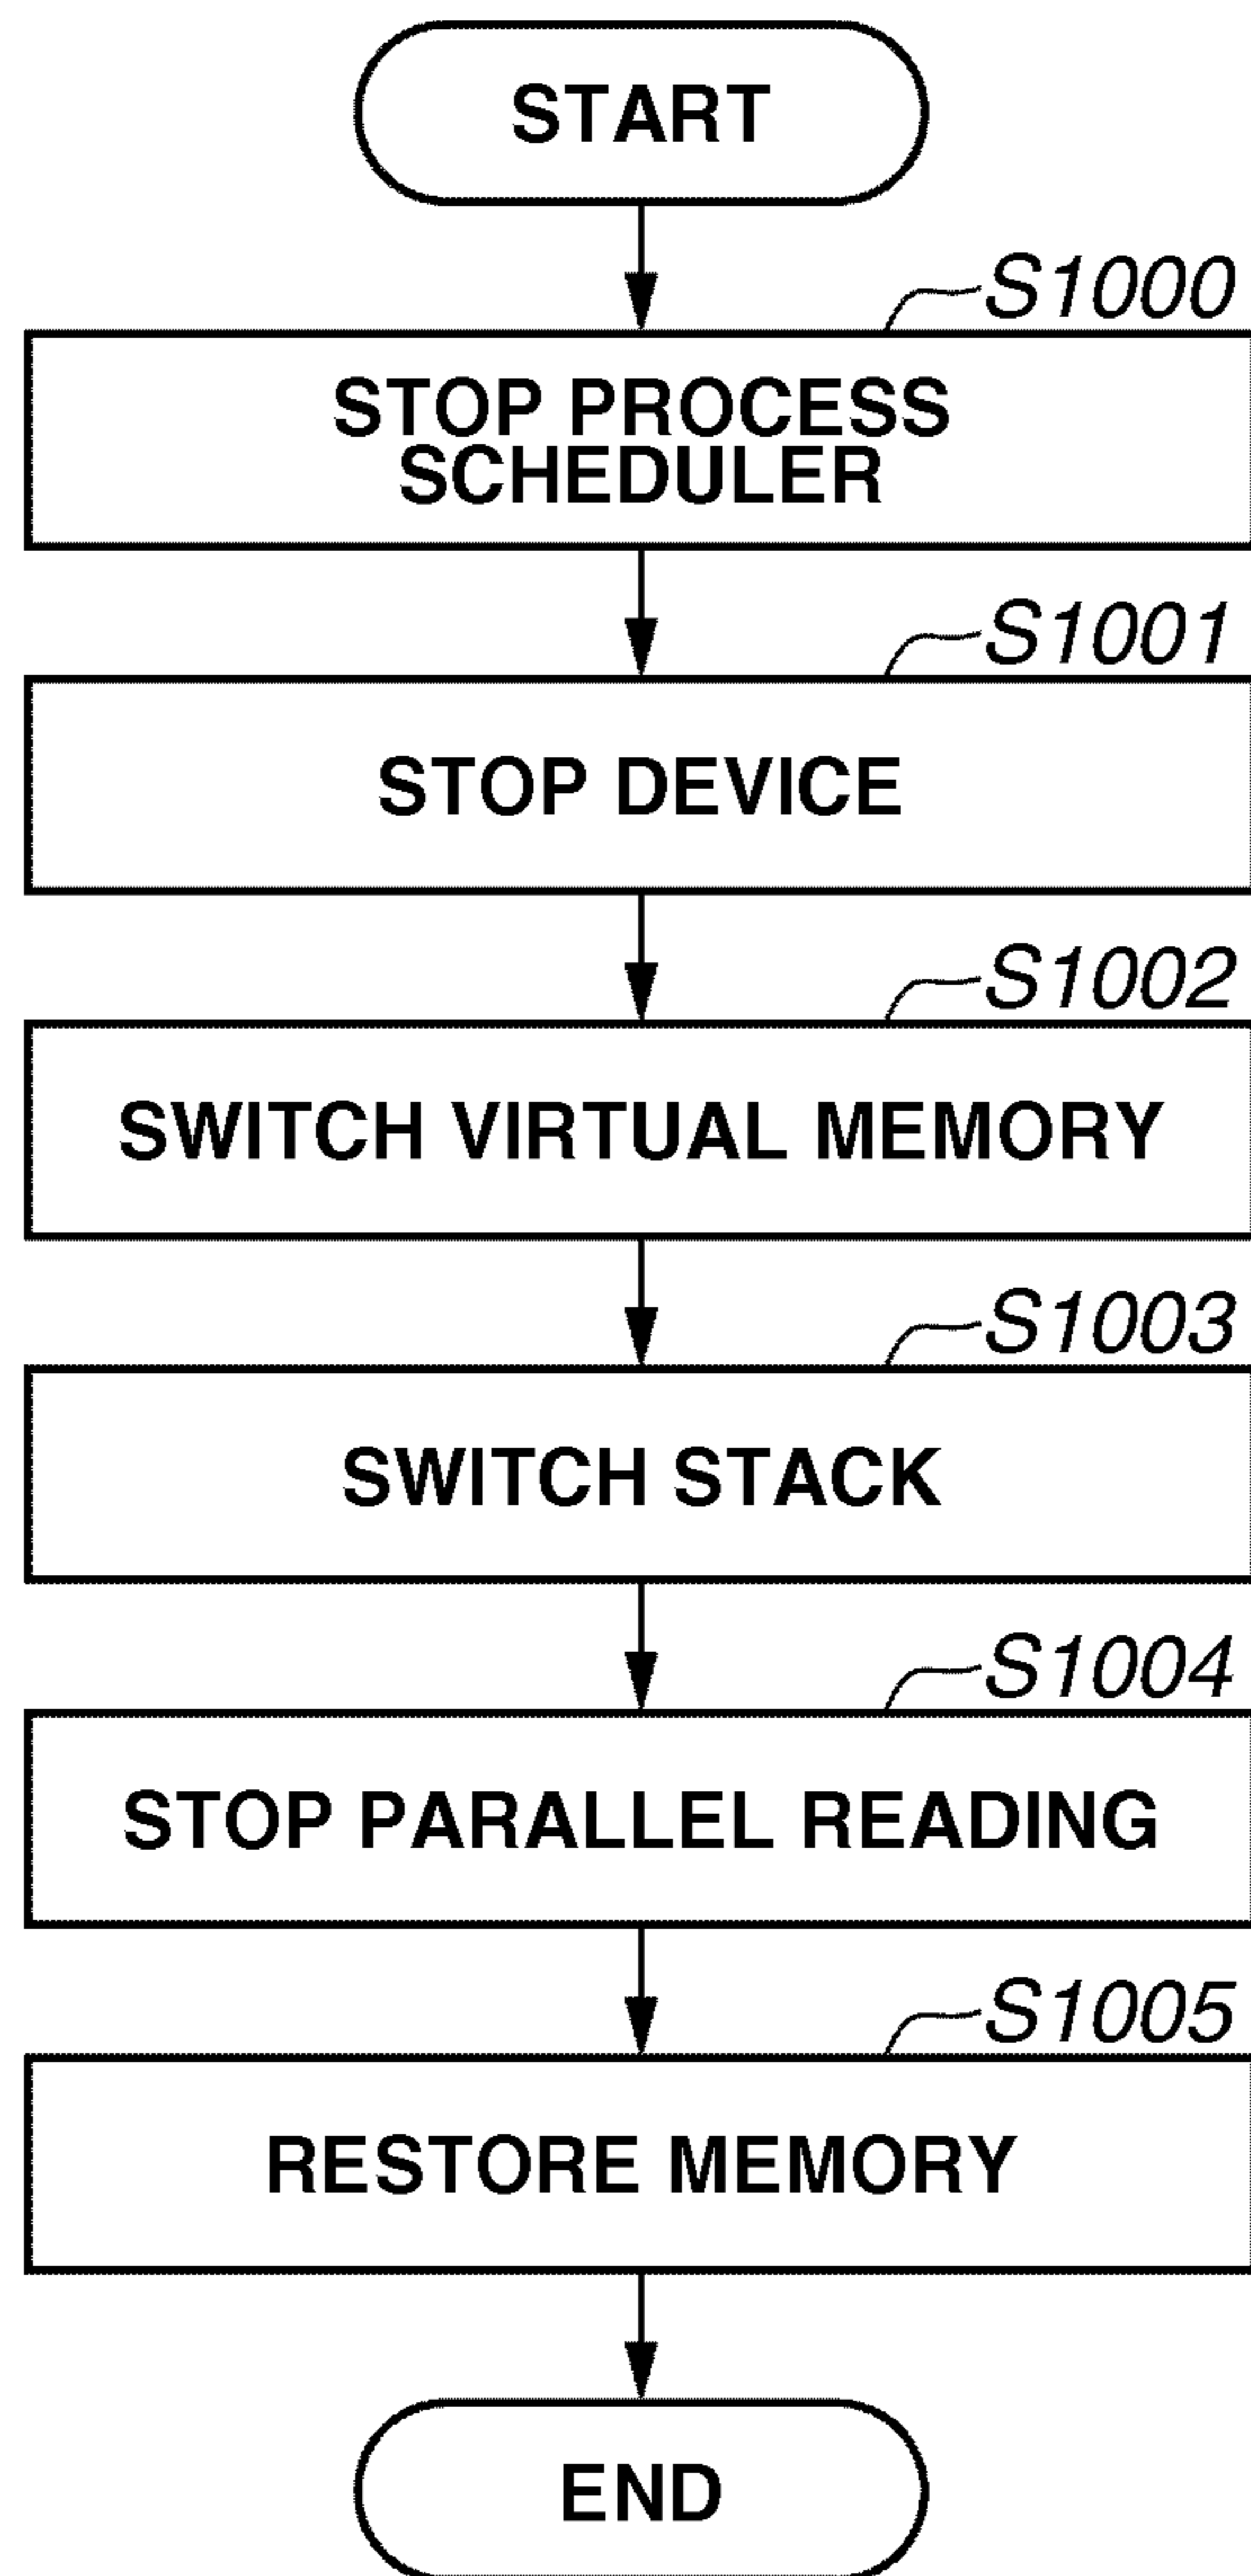 START
S1000
STOP PROCESS
SCHEDULER
S1001
STOP DEVICE
S1002
SWITCH VIRTUAL MEMORY
S1003
SWITCH STACK
S1004
STOP PARALLEL READING
S1005
RESTORE MEMORY
END